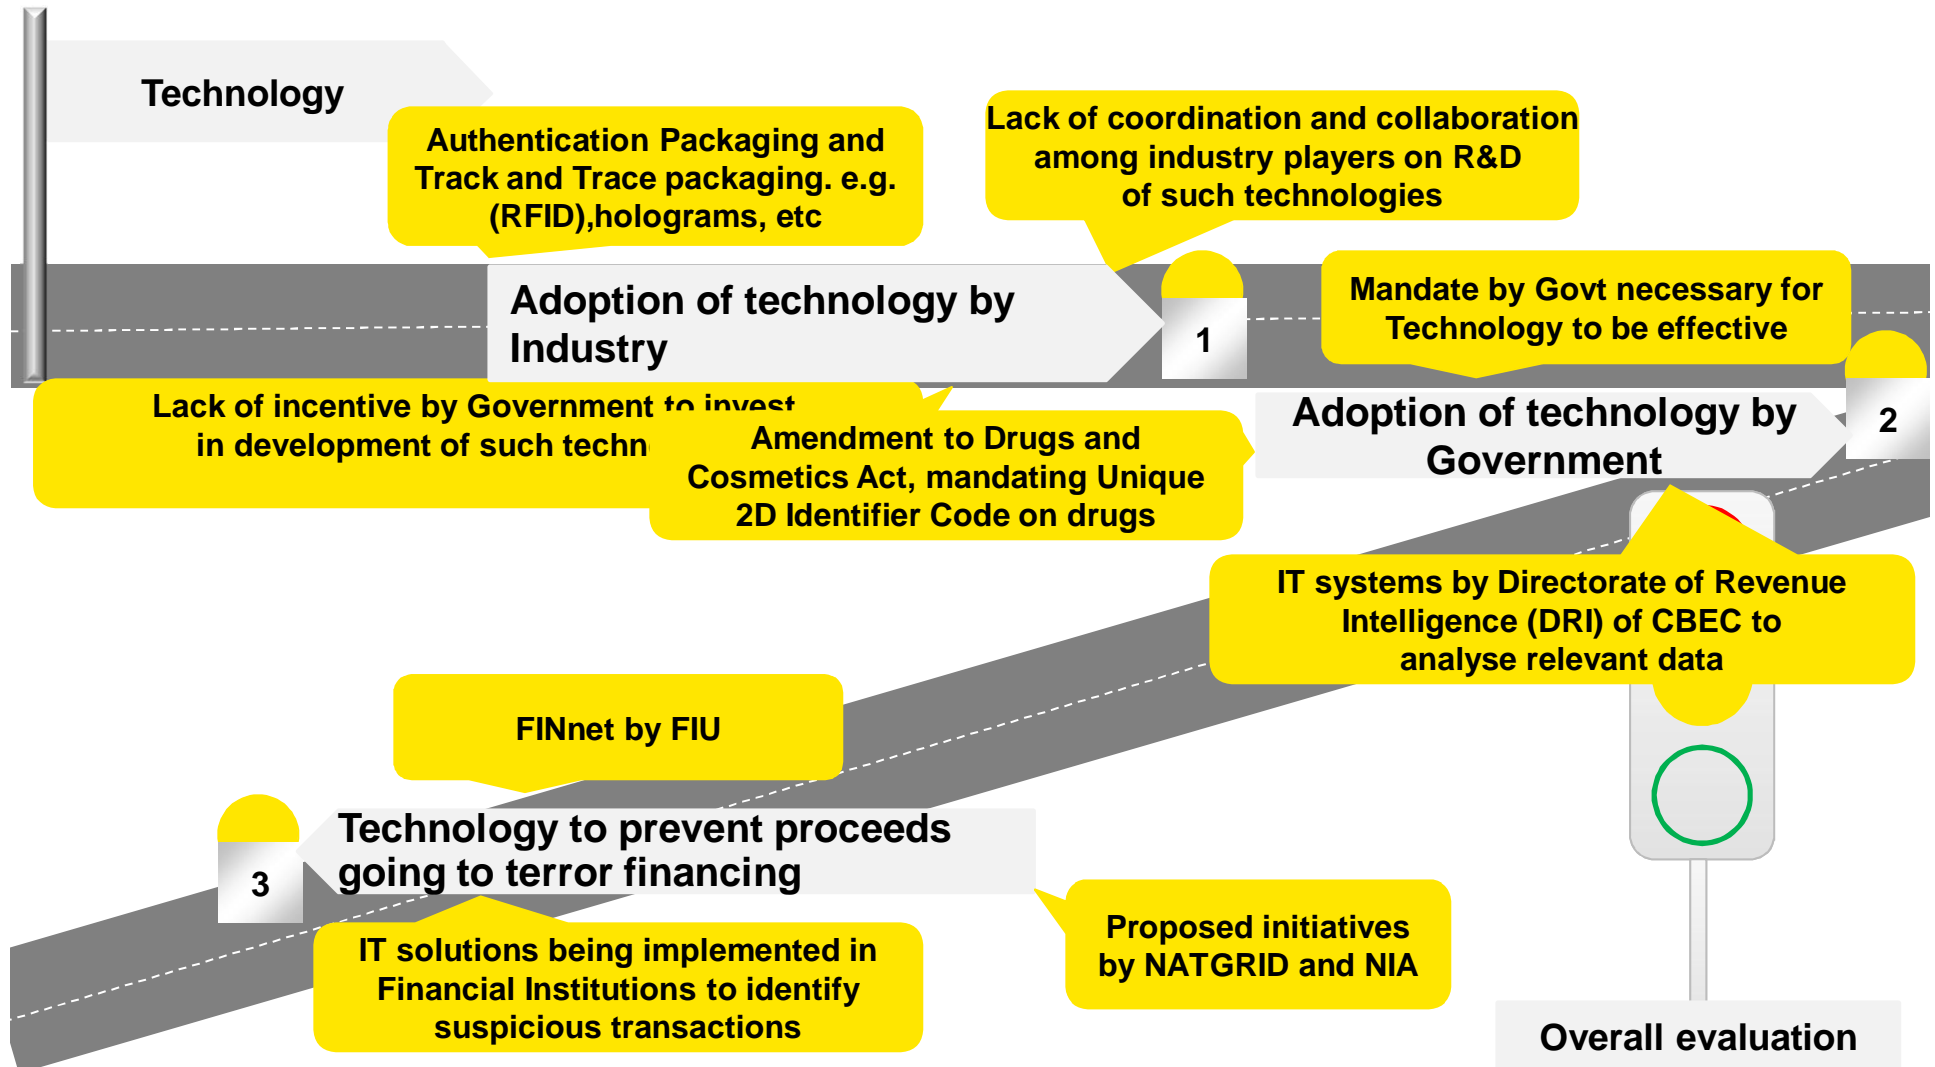 Technology
Authentication Packaging and
Track and Trace packaging. e.g.
(RFID),holograms, etc
Lack of coordination and collaboration
among industry players on R&D
of such technologies
Adoption of technology by
Industry
1
Mandate by Govt necessary for
Technology to be effective
2
Lack of incentive by Government to invest
in development of such
Amendment to Drugs and
Cosmetics Act, mandating Unique
2D Identifier Code on drugs
Adoption of technology by
Government
IT systems by Directorate of Revenue
Intelligence (DRI) of CBEC to
analyse relevant data
FINnet by FIU
3
Technology to prevent proceeds
going to terror financing
IT solutions being implemented in
Financial Institutions to identify
suspicious transactions
Proposed initiatives
by NATGRID and NIA
Overall evaluation